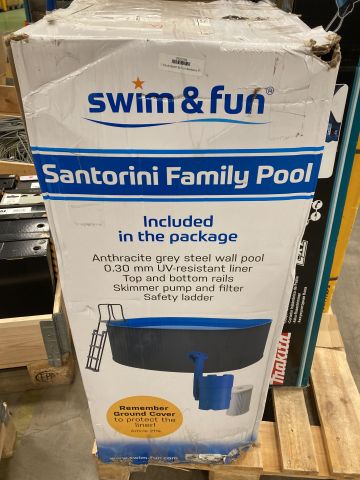 swim & fun®
Santorini Family Pool
Included
in the package
Anthracite grey steel wall pool
0.30 mm UV-resistant liner
Top and bottom rails
Skimmer pump and filter
Safety ladder
Remember
Ground Cover
to protect the
liner!
www.swim-fun.com
makita